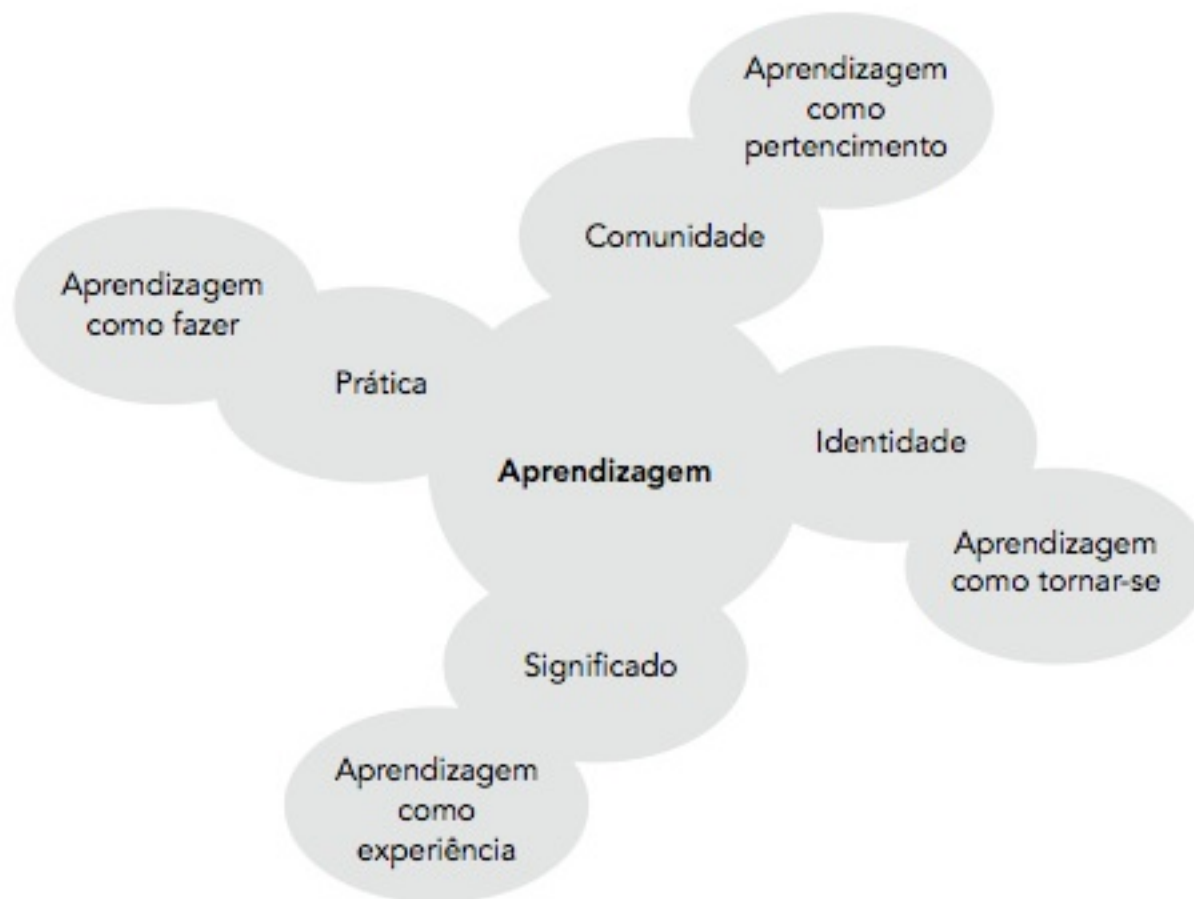 Aprendizagem
como
pertencimento
Comunidade
Aprendizagem
como fazer
Prática
Identidade
Aprendizagem
Aprendizagem
como tornar-se
Significado
Aprendizagem
como
experiência